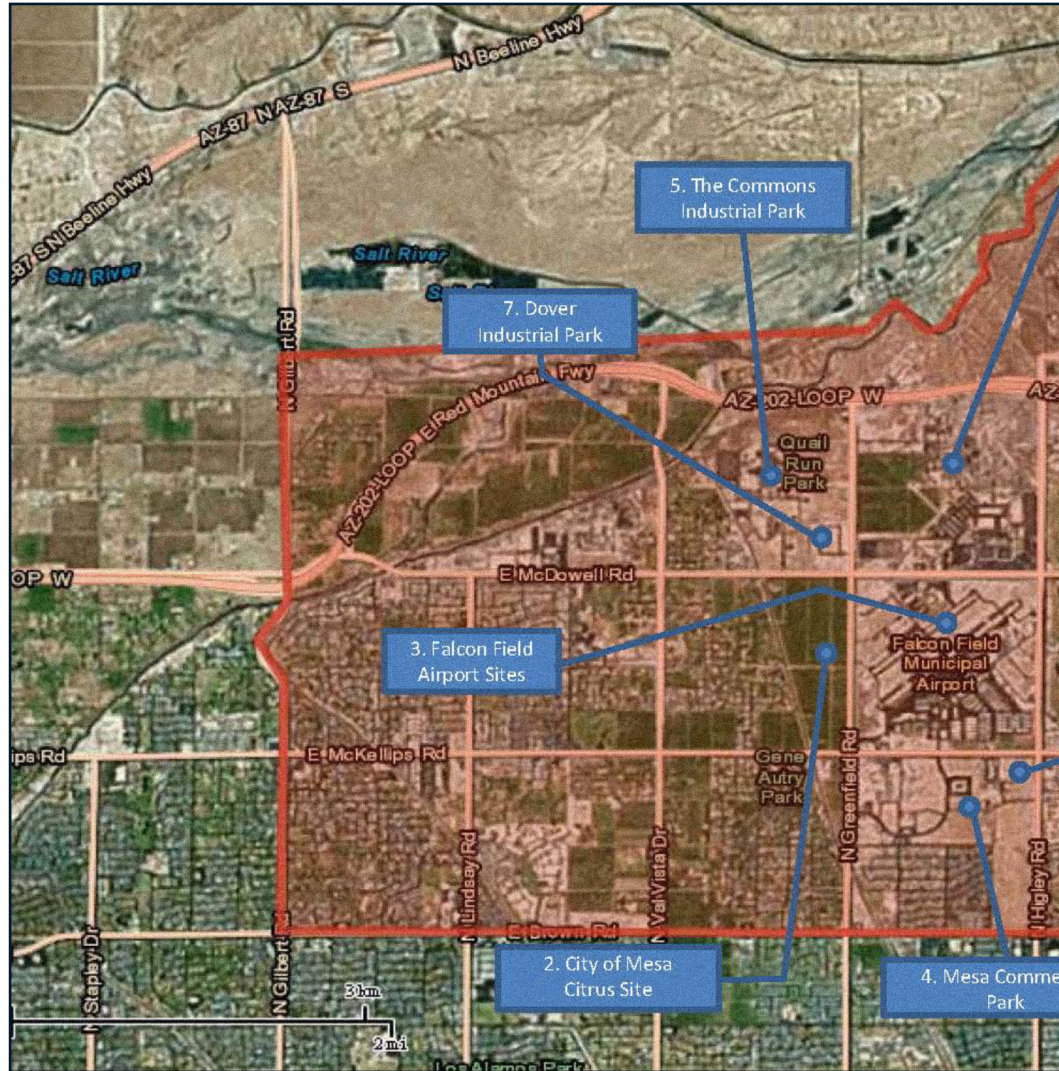 N Beeline Hwy
AZ-87 N AZ-87 S
N Beeline Hwy
-87 S
Salt River
Salt River
5. The Commons
Industrial Park
7. Dover
Industrial Park
N Gilbert Rd
E Red Mountain Fwy
AZ-202-LOOP
AZ-202-LOOP W
AZ-
Quail
Run
Park
OP W
E McDowell Rd
3. Falcon Field
Airport Sites
Falcon Field
Municipal
Airport
ips Rd
E McKellips Rd
Gene
Autry
Park
N Greenfield Rd
N Lindsay Rd
N Val Vista Dr
N Higley Rd
N Stapley Dr
N Gilbert Rd
E Brown Rd
2. City of Mesa
Citrus Site
4. Mesa Comme
Park
3 km
2 mi
Los Alamos Park